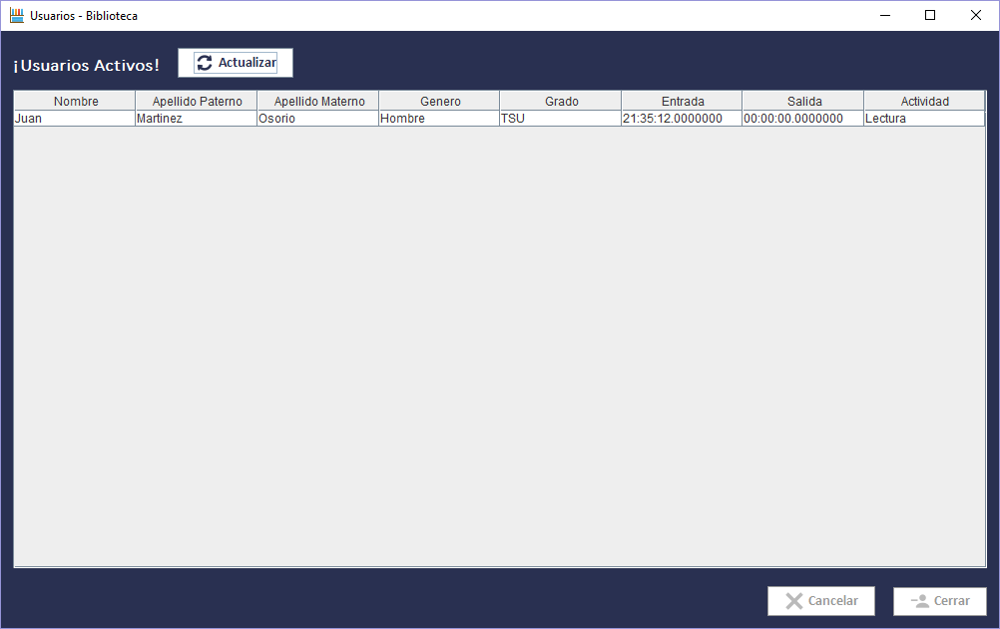 Usuarios - Biblioteca
¡Usuarios Activos! Actualizar
Nombre Apellido Paterno Apellido Materno Genero Grado Entrada Salida Actividad
Juan Martinez Osorio Hombre TSU 21:35:12.0000000 00:00:00.0000000 Lectura
Cancelar Cerrar